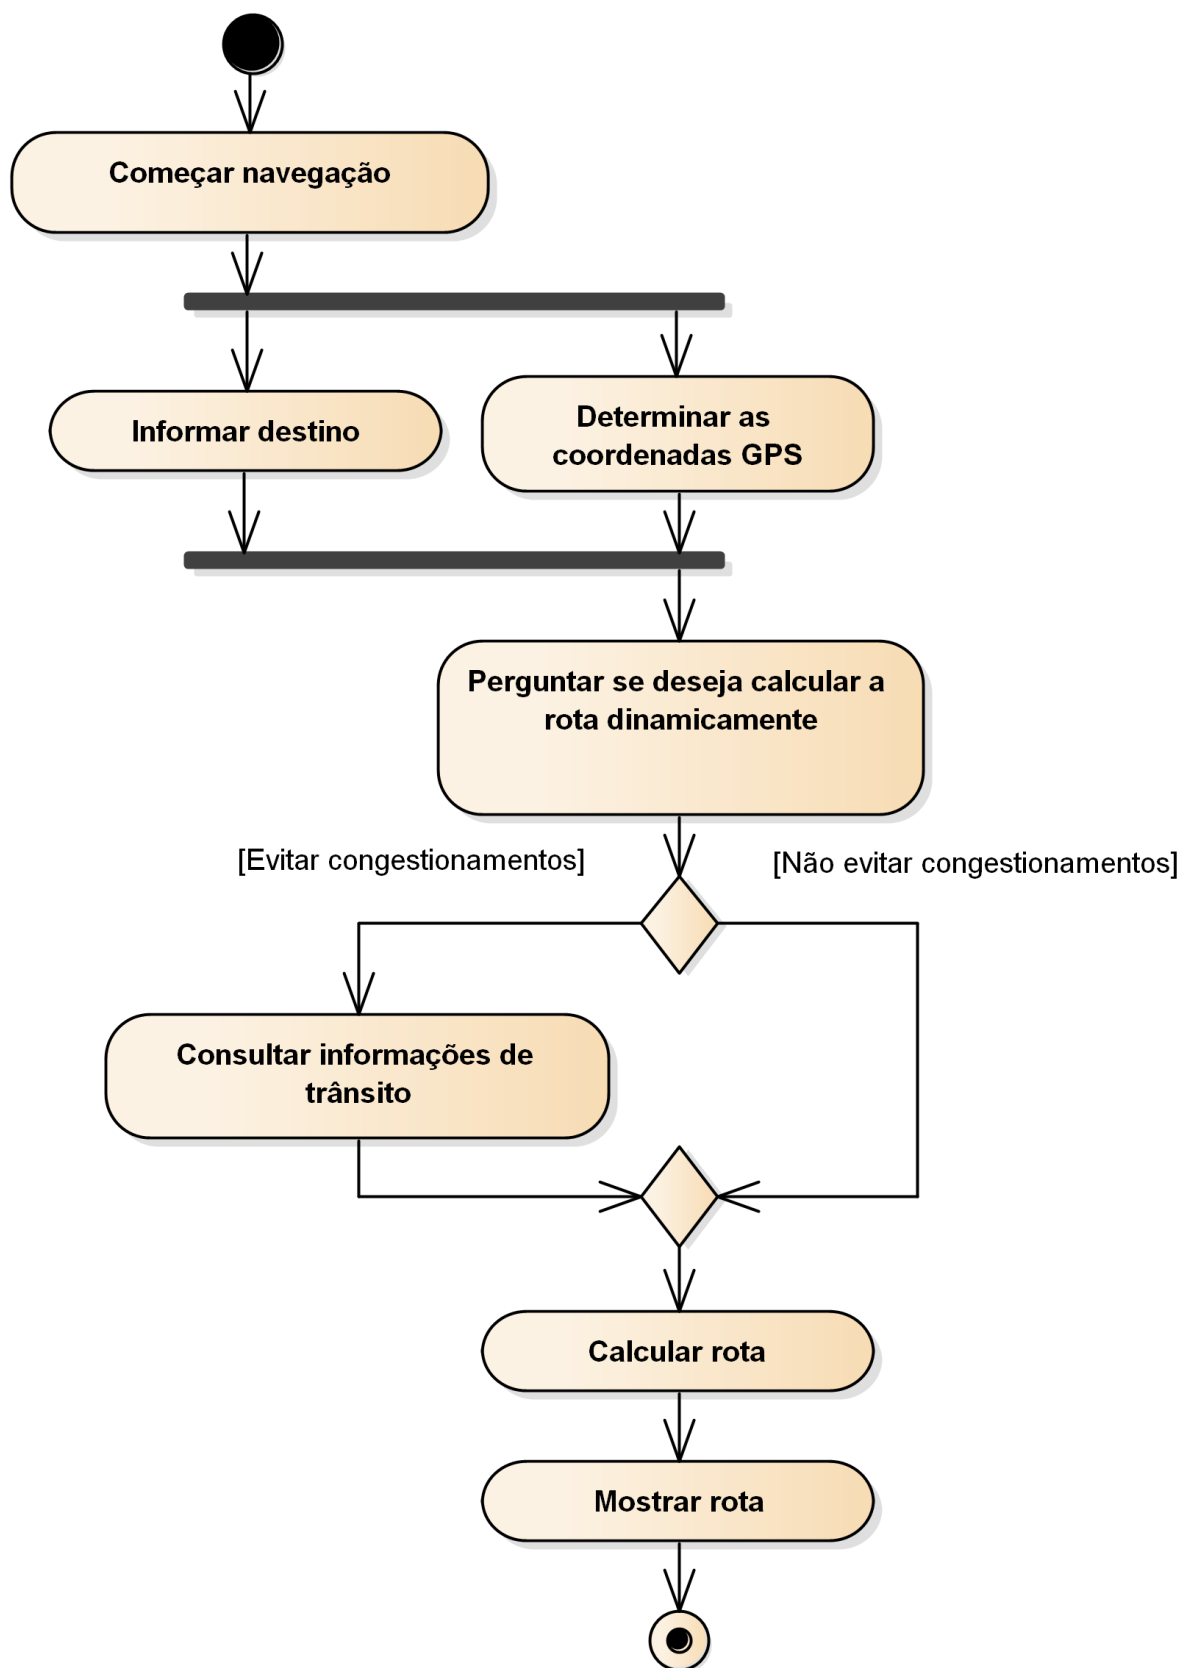 Começar navegação
Informar destino
Determinar as
coordenadas GPS
Perguntar se deseja calcular a
rota dinamicamente
[Evitar congestionamentos]
[Não evitar congestionamentos]
Consultar informações de
trânsito
Calcular rota
Mostrar rota